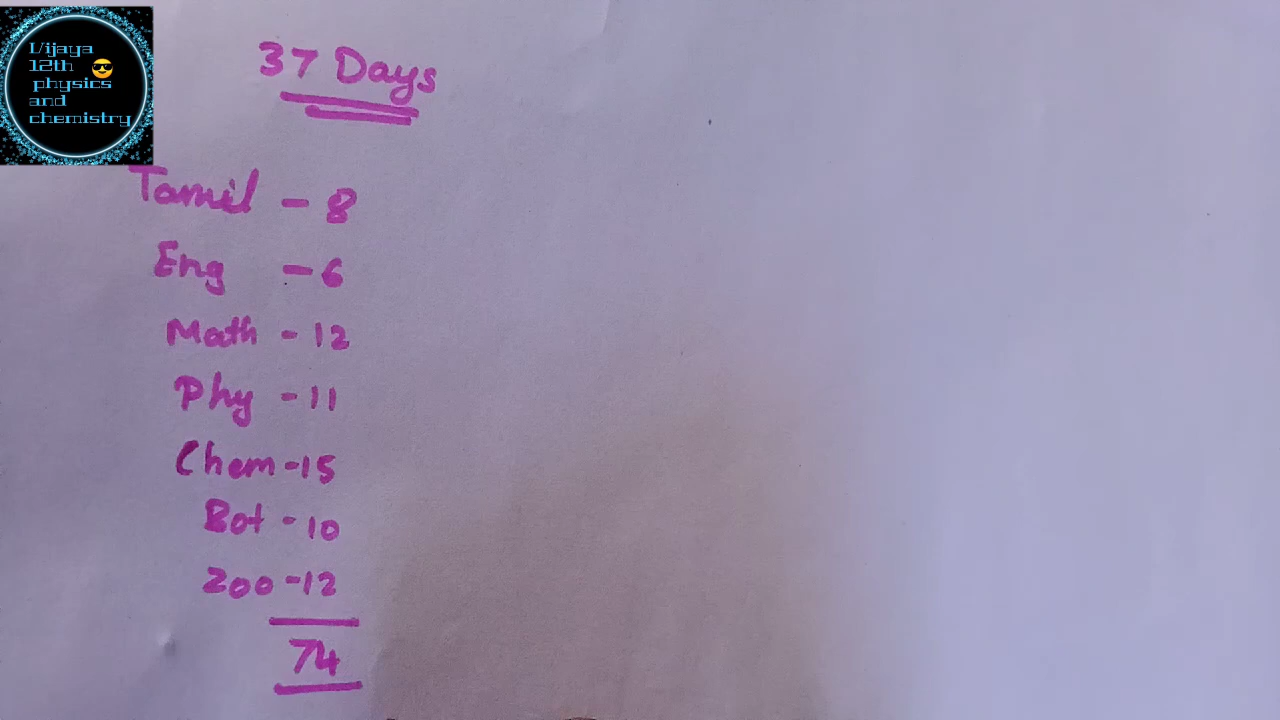 Vijaya
12th
physics
and
chemistry
37 Days
Tamil - 8
Eng - 6
Math - 12
Phy - 11
Chem - 15
Bot - 10
Zoo - 12
74